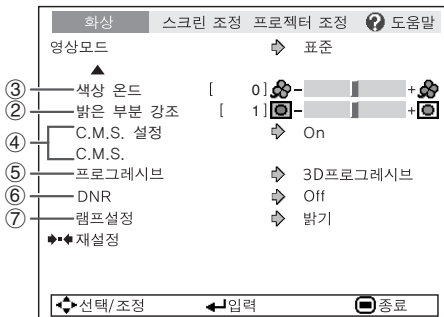 화상 스크린 조정 프로젝터 조정 ? 도움말
영상모드 표준
③ 색상 온드 [ 0] - +
② 밝은 부분 강조 [ 1] - +
④ C.M.S. 설정 On
C.M.S.
⑤ 프로그레시브 3D프로그레시브
⑥ DNR Off
⑦ 램프설정 밝기
재설정
선택/조정 입력 종료